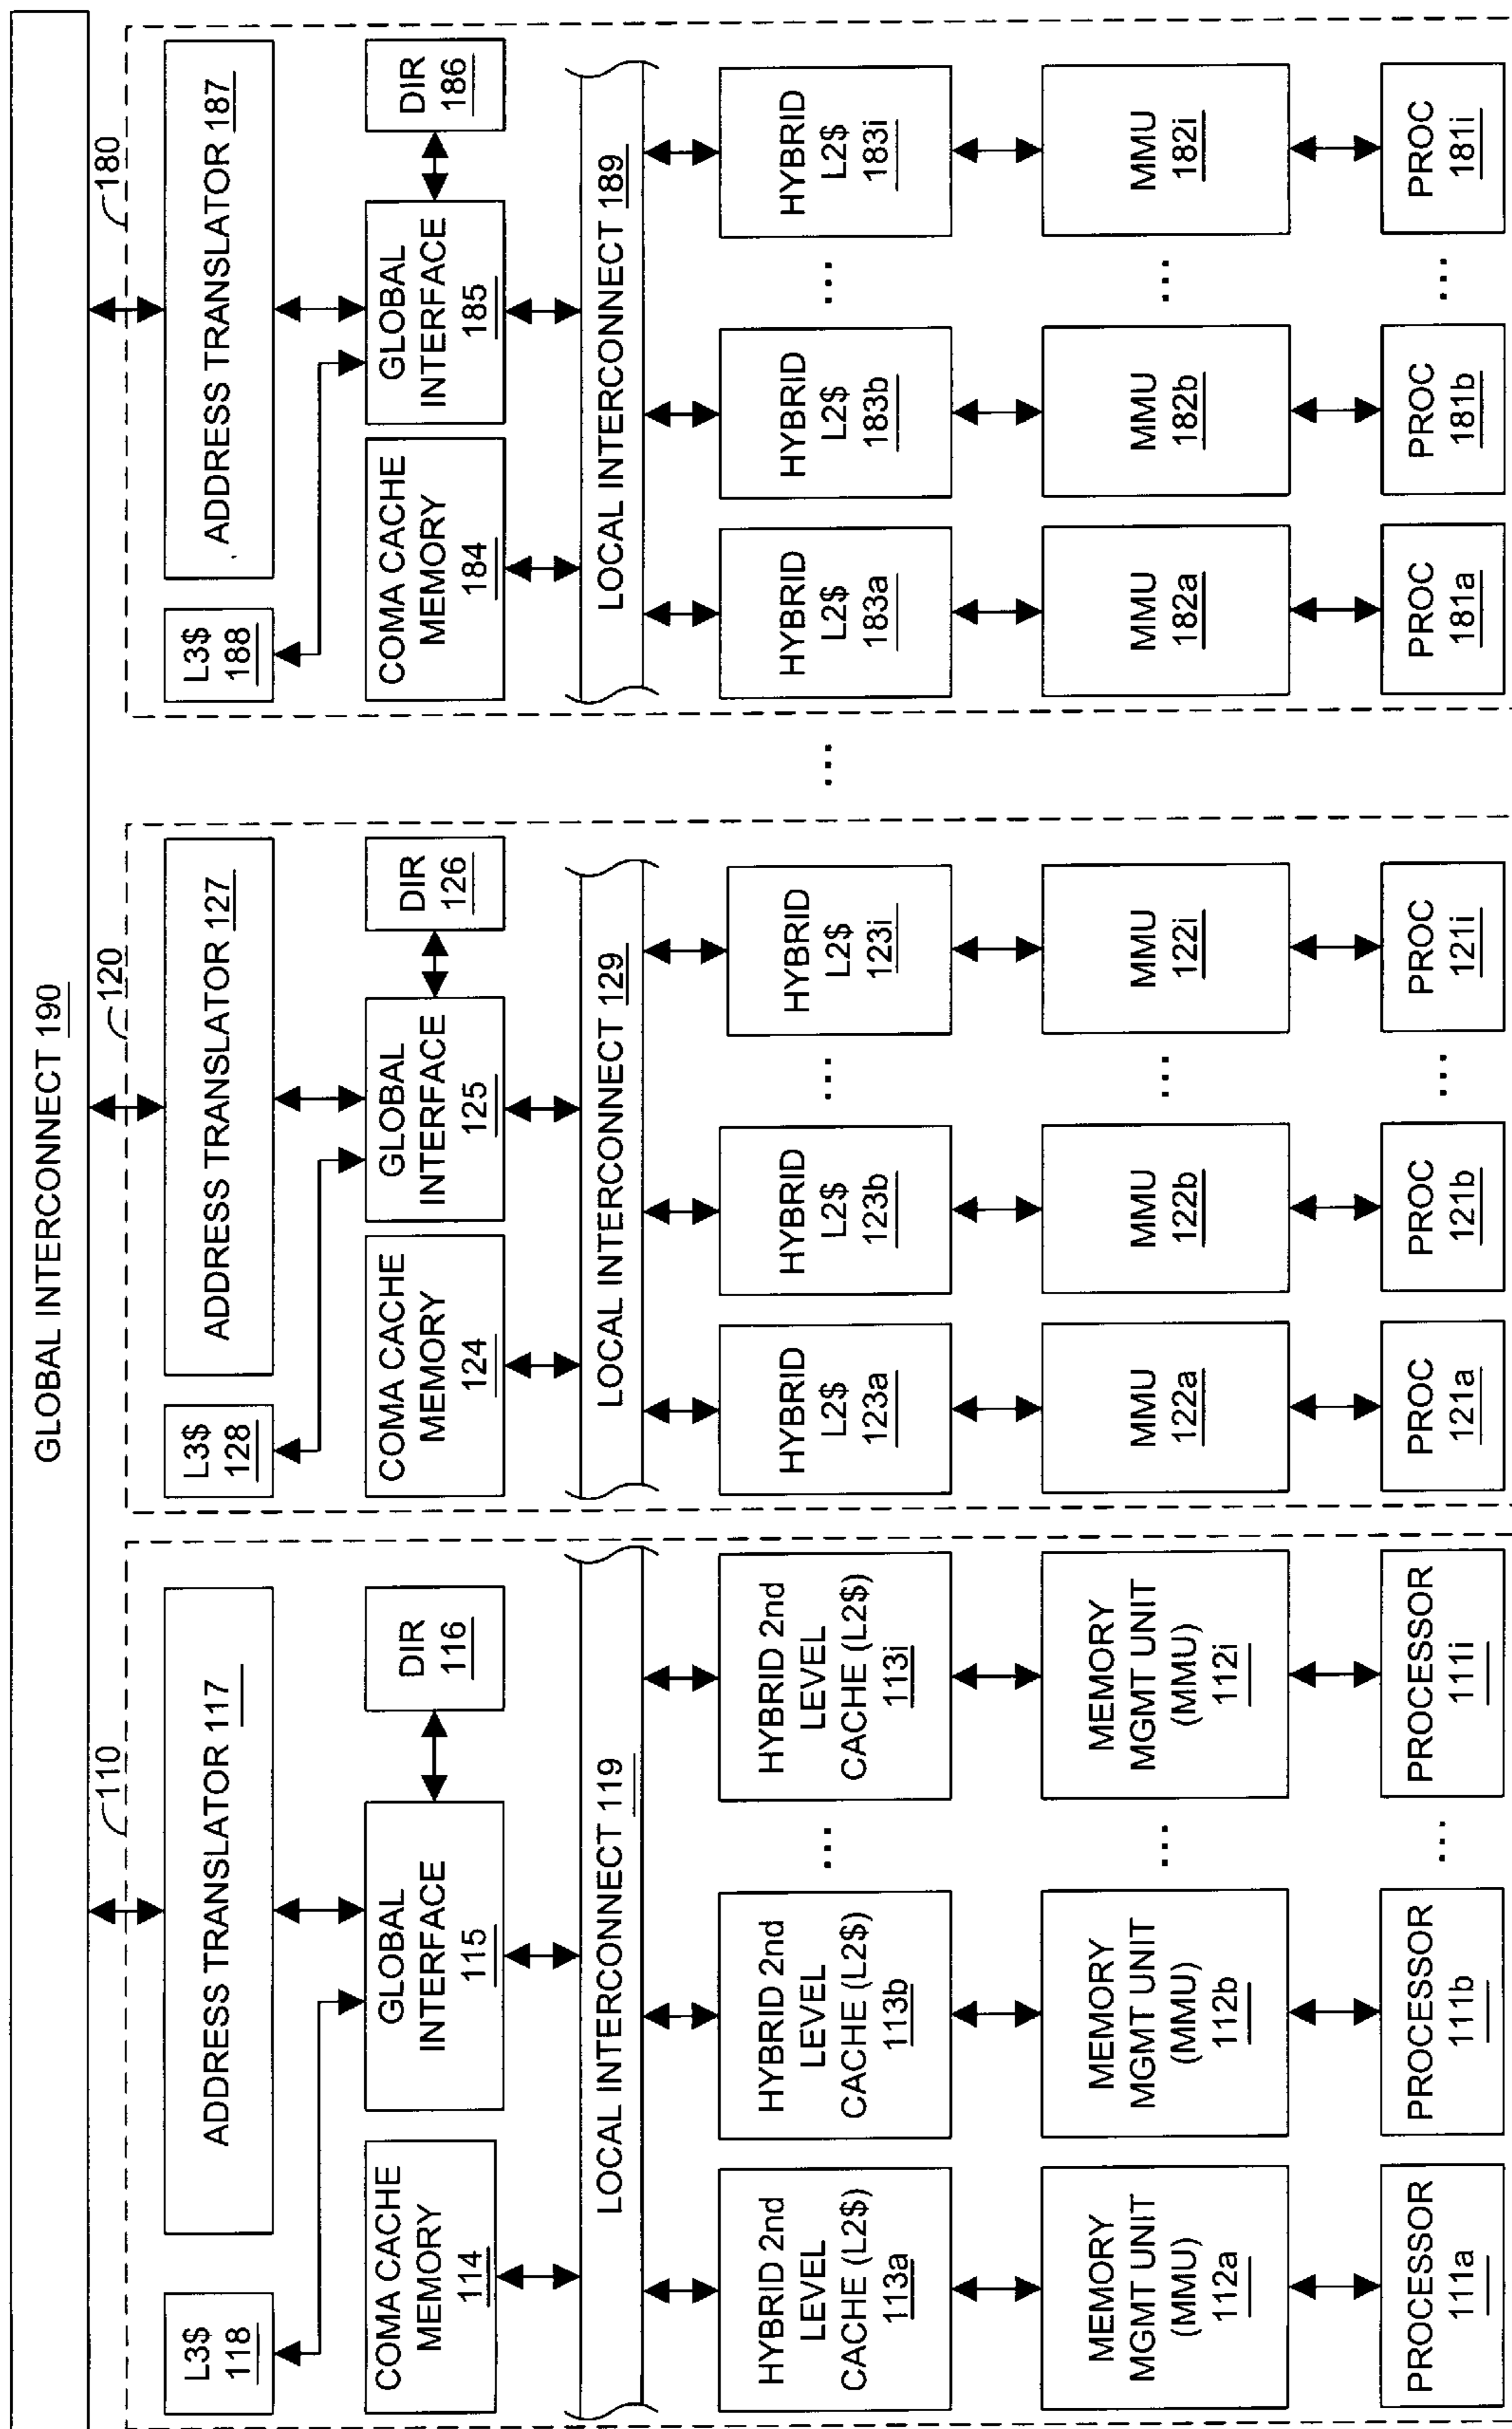 GLOBAL INTERCONNECT 190
110
L3$
118
ADDRESS TRANSLATOR 117
COMA CACHE
MEMORY
114
GLOBAL
INTERFACE
115
DIR
116
LOCAL INTERCONNECT 119
HYBRID 2nd
LEVEL
CACHE (L2$)
113a
HYBRID 2nd
LEVEL
CACHE (L2$)
113b
...
HYBRID 2nd
LEVEL
CACHE (L2$)
113i
MEMORY
MGMT UNIT
(MMU)
112a
MEMORY
MGMT UNIT
(MMU)
112b
...
MEMORY
MGMT UNIT
(MMU)
112i
PROCESSOR
111a
PROCESSOR
111b
...
PROCESSOR
111i
120
L3$
128
ADDRESS TRANSLATOR 127
COMA CACHE
MEMORY
124
GLOBAL
INTERFACE
125
DIR
126
LOCAL INTERCONNECT 129
HYBRID
L2$
123a
HYBRID
L2$
123b
...
HYBRID
L2$
123i
MMU
122a
MMU
122b
...
MMU
122i
PROC
121a
PROC
121b
...
PROC
121i
...
180
L3$
188
ADDRESS TRANSLATOR 187
COMA CACHE
MEMORY
184
GLOBAL
INTERFACE
185
DIR
186
LOCAL INTERCONNECT 189
HYBRID
L2$
183a
HYBRID
L2$
183b
...
HYBRID
L2$
183i
MMU
182a
MMU
182b
...
MMU
182i
PROC
181a
PROC
181b
...
PROC
181i